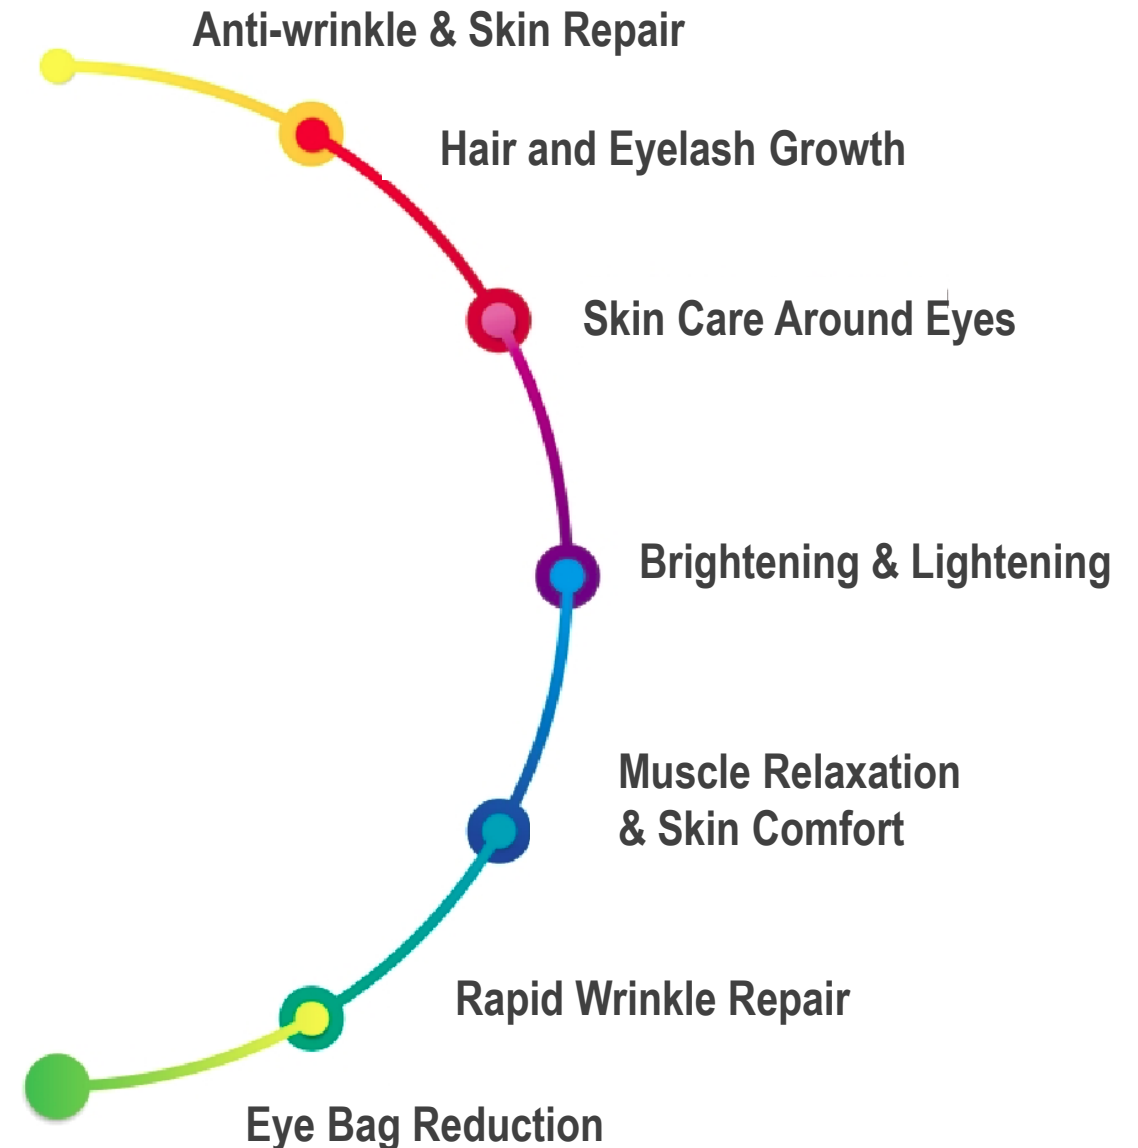 Anti-wrinkle & Skin Repair
Hair and Eyelash Growth
Skin Care Around Eyes
Brightening & Lightening
Muscle Relaxation
& Skin Comfort
Rapid Wrinkle Repair
Eye Bag Reduction